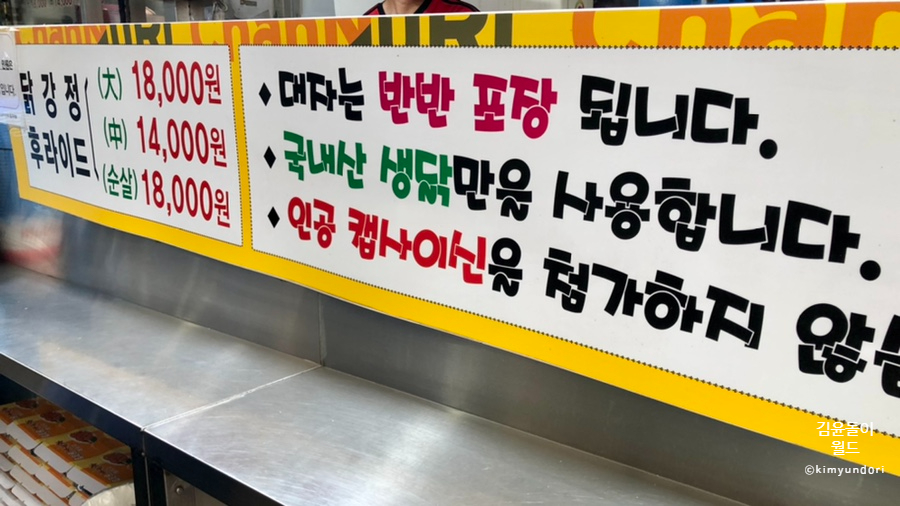 ChanMURI ChanMURI Chan
닭강정
후라이드
(大) 18,000원
(中) 14,000원
(순살) 18,000원
◆ 대자는 반반 포장 됩니다.
◆ 국내산 생닭만을 사용합니다.
◆ 인공 캡사이신을 첨가하지
김윤돌이
월드
©kimyundori